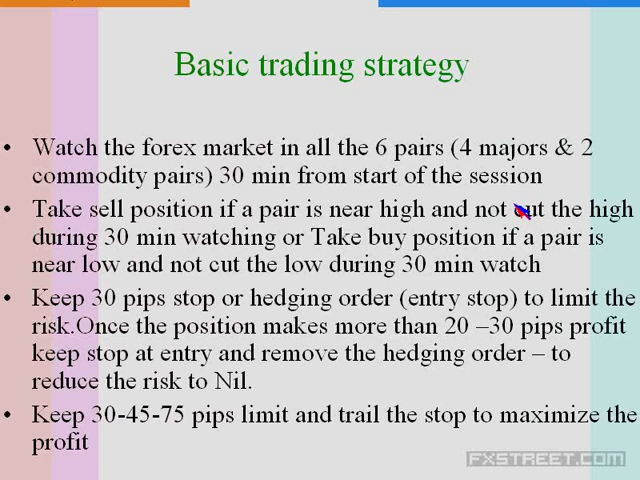 Basic trading strategy
• Watch the forex market in all the 6 pairs (4 majors & 2
commodity pairs) 30 min from start of the session
• Take sell position if a pair is near high and not cut the high
during 30 min watching or Take buy position if a pair is
near low and not cut the low during 30 min watch
• Keep 30 pips stop or hedging order (entry stop) to limit the
risk.Once the position makes more than 20 –30 pips profit
keep stop at entry and remove the hedging order – to
reduce the risk to Nil.
• Keep 30-45-75 pips limit and trail the stop to maximize the
profit
FXSTREET.COM